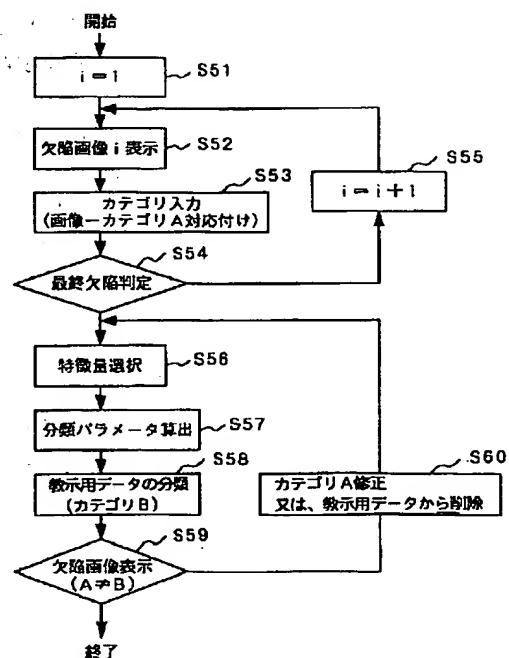 開始
i = 1
S51
欠陥画像 i 表示
S52
カテゴリ入力
(画像ーカテゴリA対応付け)
S53
最終欠陥判定
S54
i = i + 1
S55
特徴量選択
S56
分類パラメータ算出
S57
教示用データの分類
(カテゴリB)
S58
欠陥画像表示
(A≠B)
S59
カテゴリA修正
又は、教示用データから削除
S60
終了